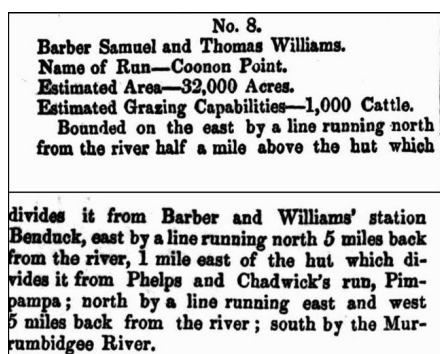 No. 8.
Barber Samuel and Thomas Williams.
Name of Run—Coonon Point.
Estimated Area—32,000 Acres.
Estimated Grazing Capabilities—1,000 Cattle.
Bounded on the east by a line running north
from the river half a mile above the hut which
divides it from Barber and Williams' station
Benduck, east by a line running north 5 miles back
from the river, 1 mile east of the hut which di-
vides it from Phelps and Chadwick's run, Pim-
pampa; north by a line running east and west
5 miles back from the river; south by the Mur-
rumbidgee River.